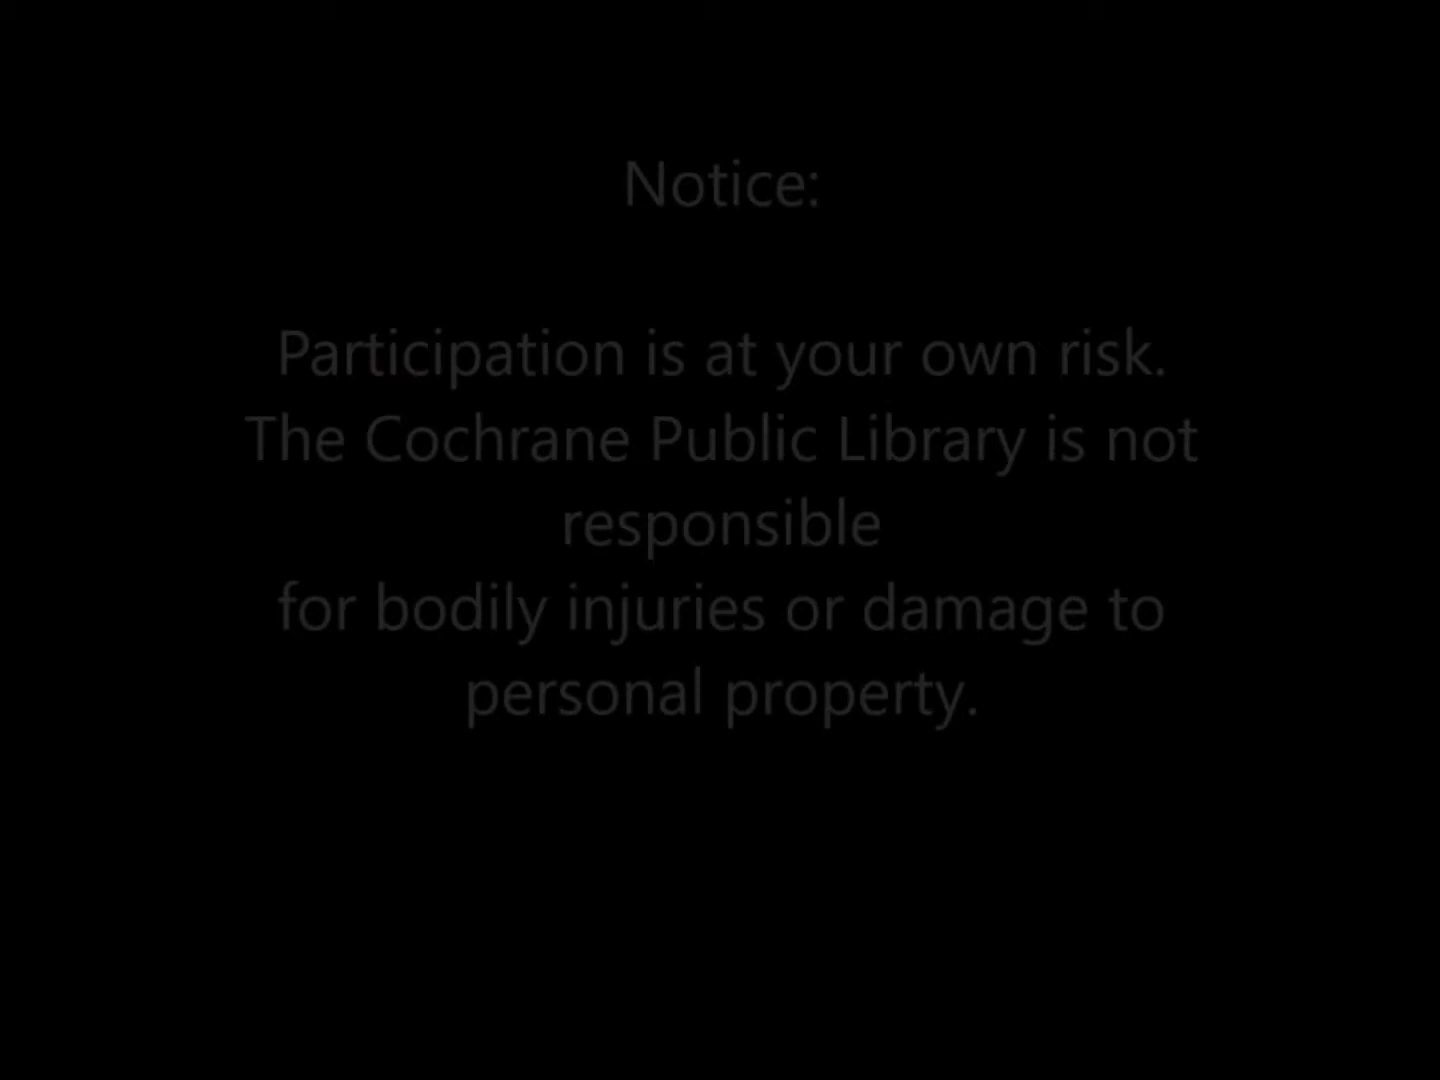 Notice:
Participation is at your own risk.
The Cochrane Public Library is not
responsible
for bodily injuries or damage to
personal property.